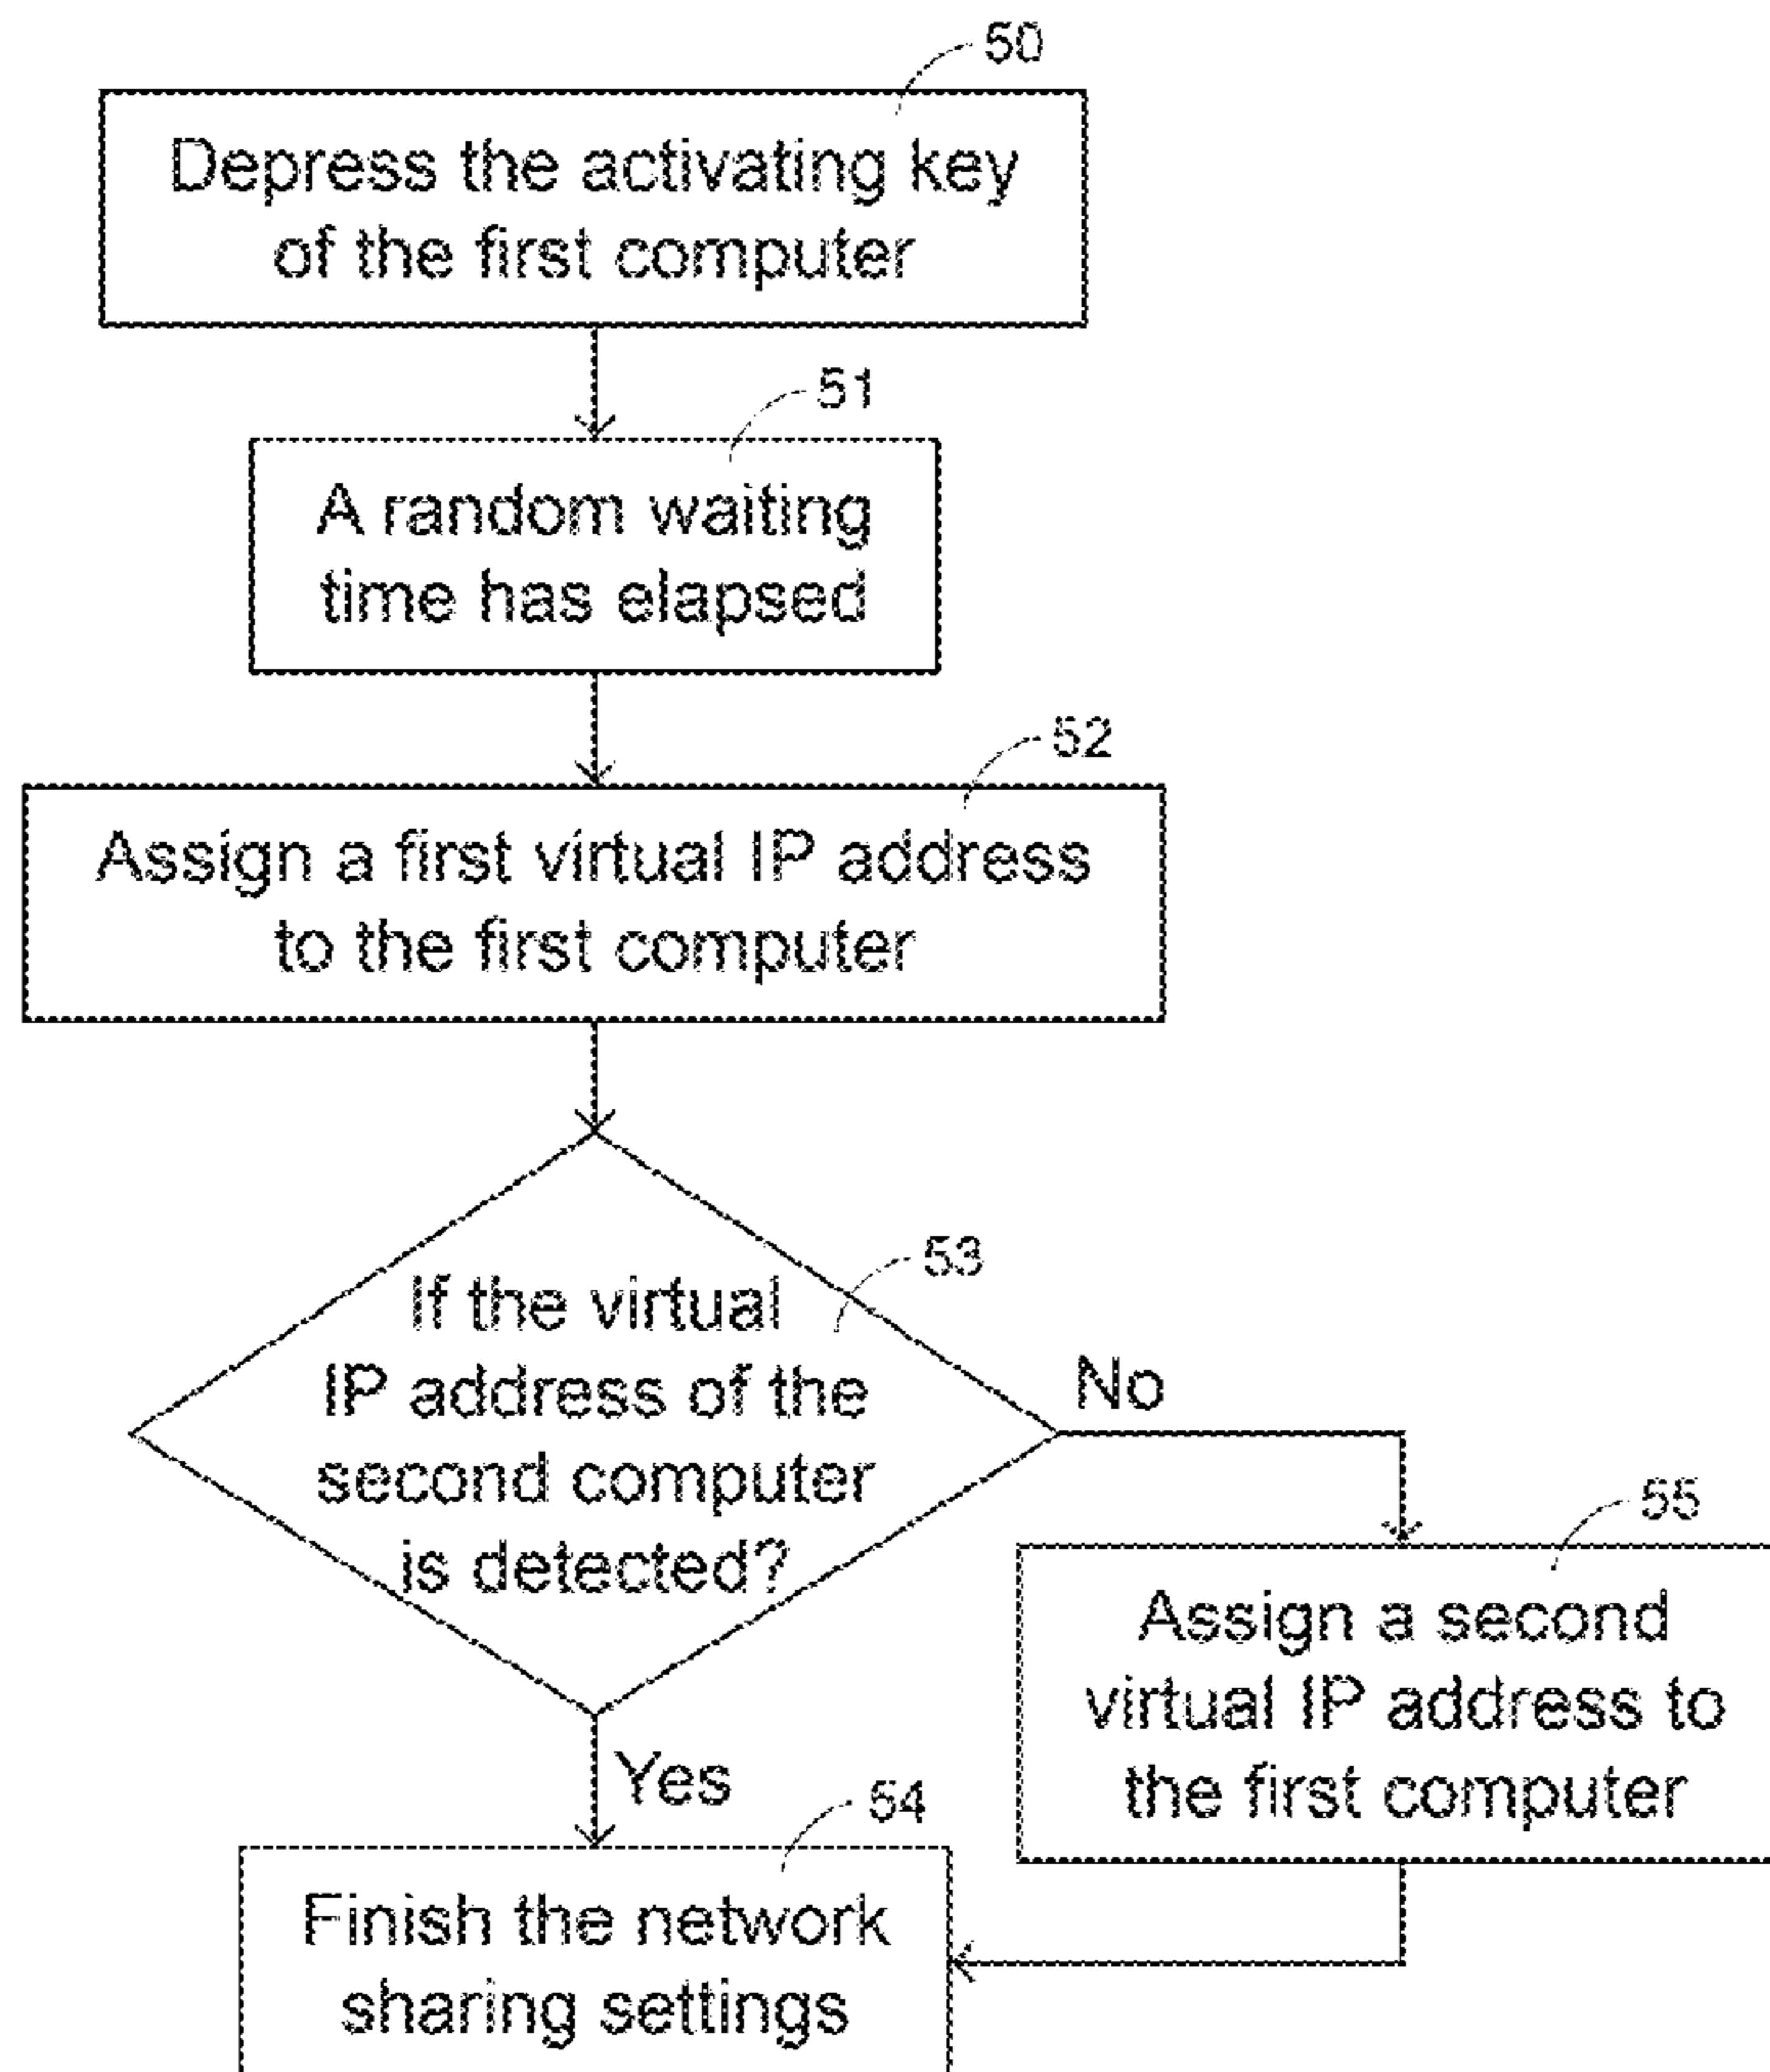 50
Depress the activating key
of the first computer
51
A random waiting
time has elapsed
52
Assign a first virtual IP address
to the first computer
53
If the virtual
IP address of the
second computer
is detected?
No
55
Assign a second
virtual IP address to
the first computer
Yes
54
Finish the network
sharing settings